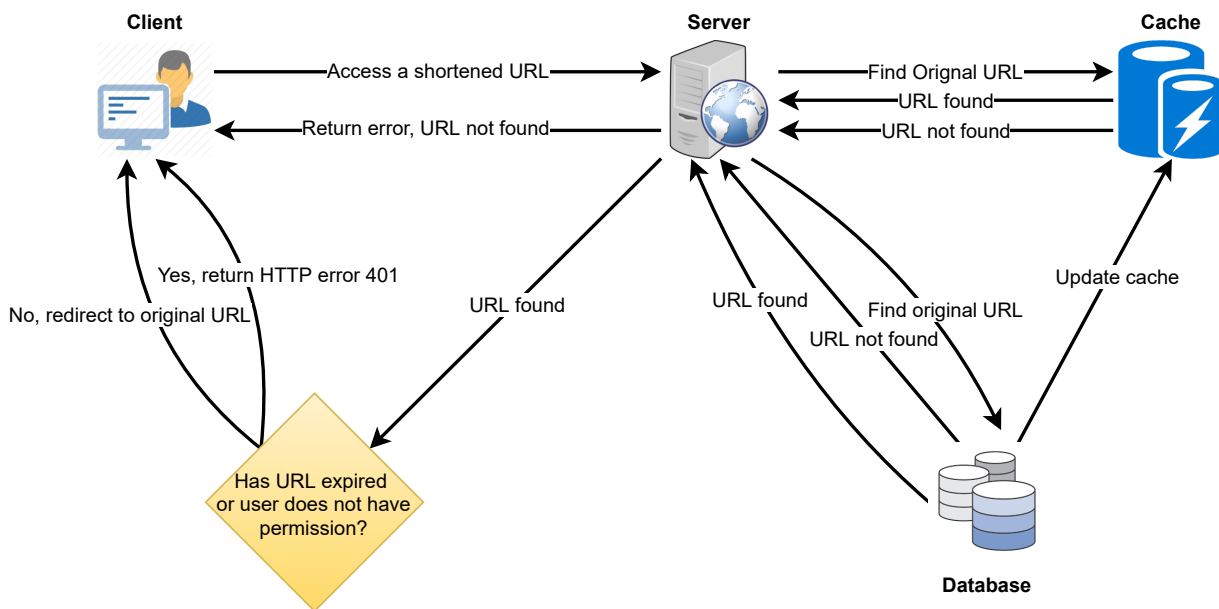 Client
Server
Cache
Access a shortened URL
Find Orignal URL
URL found
Return error, URL not found
URL not found
Yes, return HTTP error 401
Update cache
No, redirect to original URL
URL found
URL found
Find original URL
URL not found
Has URL expired
or user does not have
permission?
Database